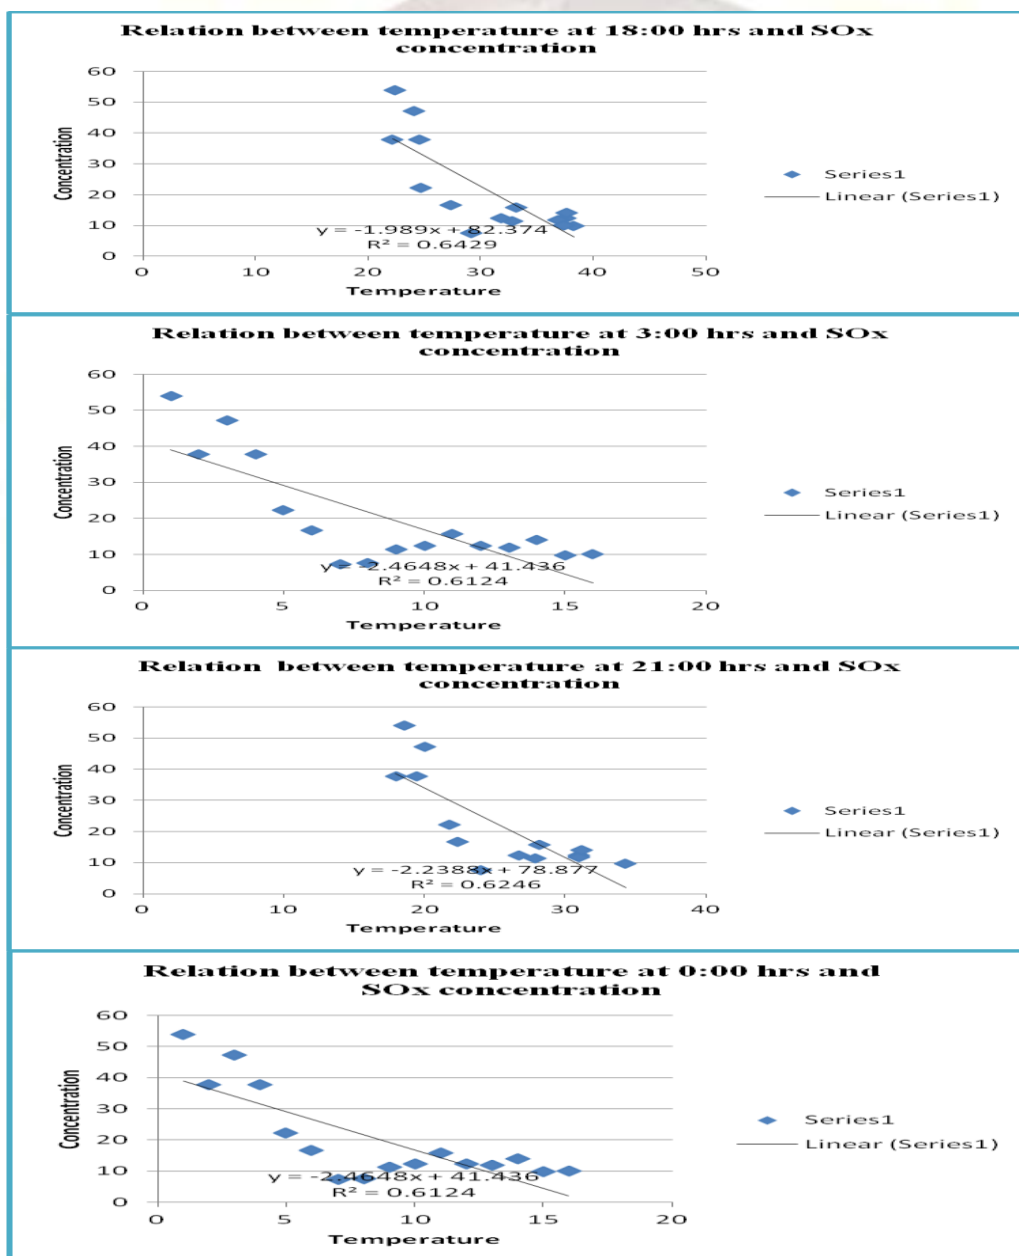 Relation between temperature at 18:00 hrs and SOx
concentration
60
50
40
30
20
10
0
Concentration
y = -1.989x + 82.374
R² = 0.6429
0 10 20 30 40 50
Temperature
Series1
Linear (Series1)
Relation between temperature at 3:00 hrs and SOx
concentration
60
50
40
30
20
10
0
Concentration
y = -2.4648x + 41.436
R² = 0.6124
0 5 10 15 20
Temperature
Series1
Linear (Series1)
Relation between temperature at 21:00 hrs and SOx
concentration
60
50
40
30
20
10
0
Concentration
y = -2.2388x + 78.877
R² = 0.6246
0 10 20 30 40
Temperature
Series1
Linear (Series1)
Relation between temperature at 0:00 hrs and
SOx concentration
60
50
40
30
20
10
0
Concentration
y = -2.4648x + 41.436
R² = 0.6124
0 5 10 15 20
Temperature
Series1
Linear (Series1)